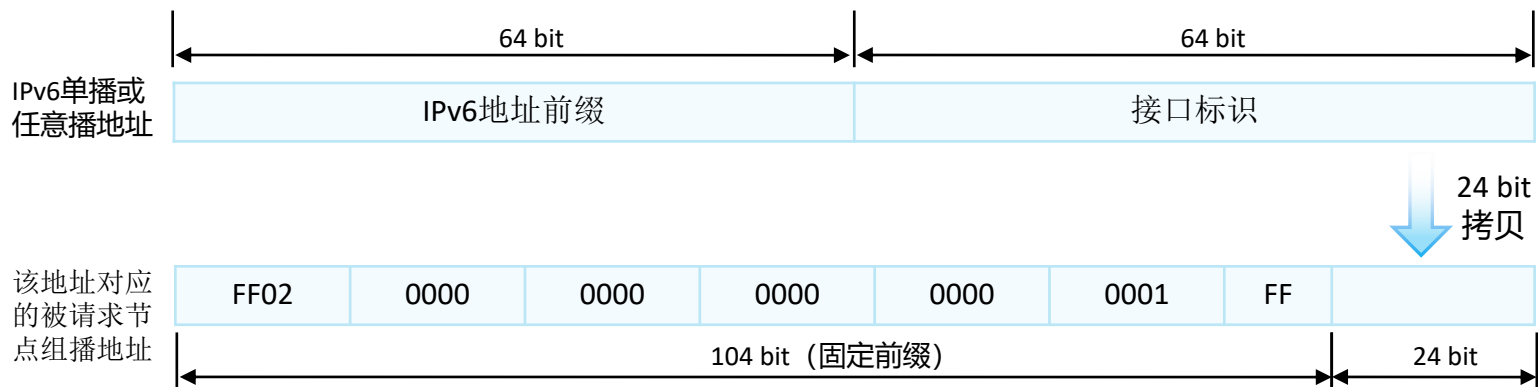 64 bit
64 bit
IPv6单播或
任意播地址
IPv6地址前缀
接口标识
24 bit
拷贝
该地址对应
的被请求节
点组播地址
FF02
0000
0000
0000
0000
0001
FF
104 bit（固定前缀）
24 bit